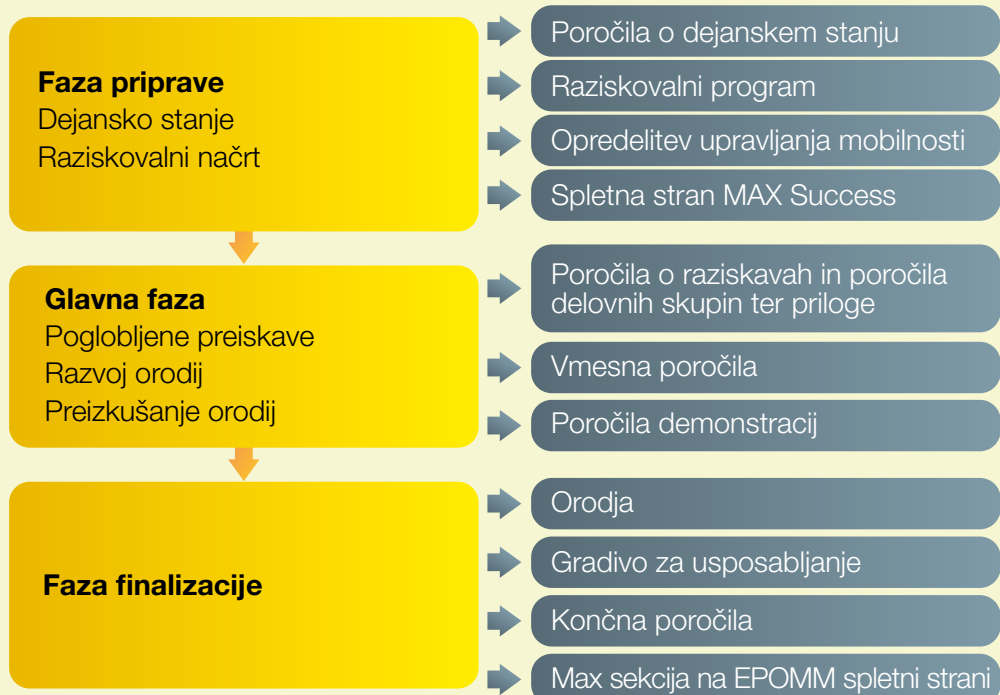 Faza priprave
Dejansko stanje
Raziskovalni načrt
Poročila o dejanskem stanju
Raziskovalni program
Opredelitev upravljanja mobilnosti
Spletna stran MAX Success
Glavna faza
Poglobljene preiskave
Razvoj orodij
Preizkušanje orodij
Poročila o raziskavah in poročila
delovnih skupin ter priloge
Vmesna poročila
Poročila demonstracij
Faza finalizacije
Orodja
Gradivo za usposabljanje
Končna poročila
Max sekcija na EPOMM spletni strani